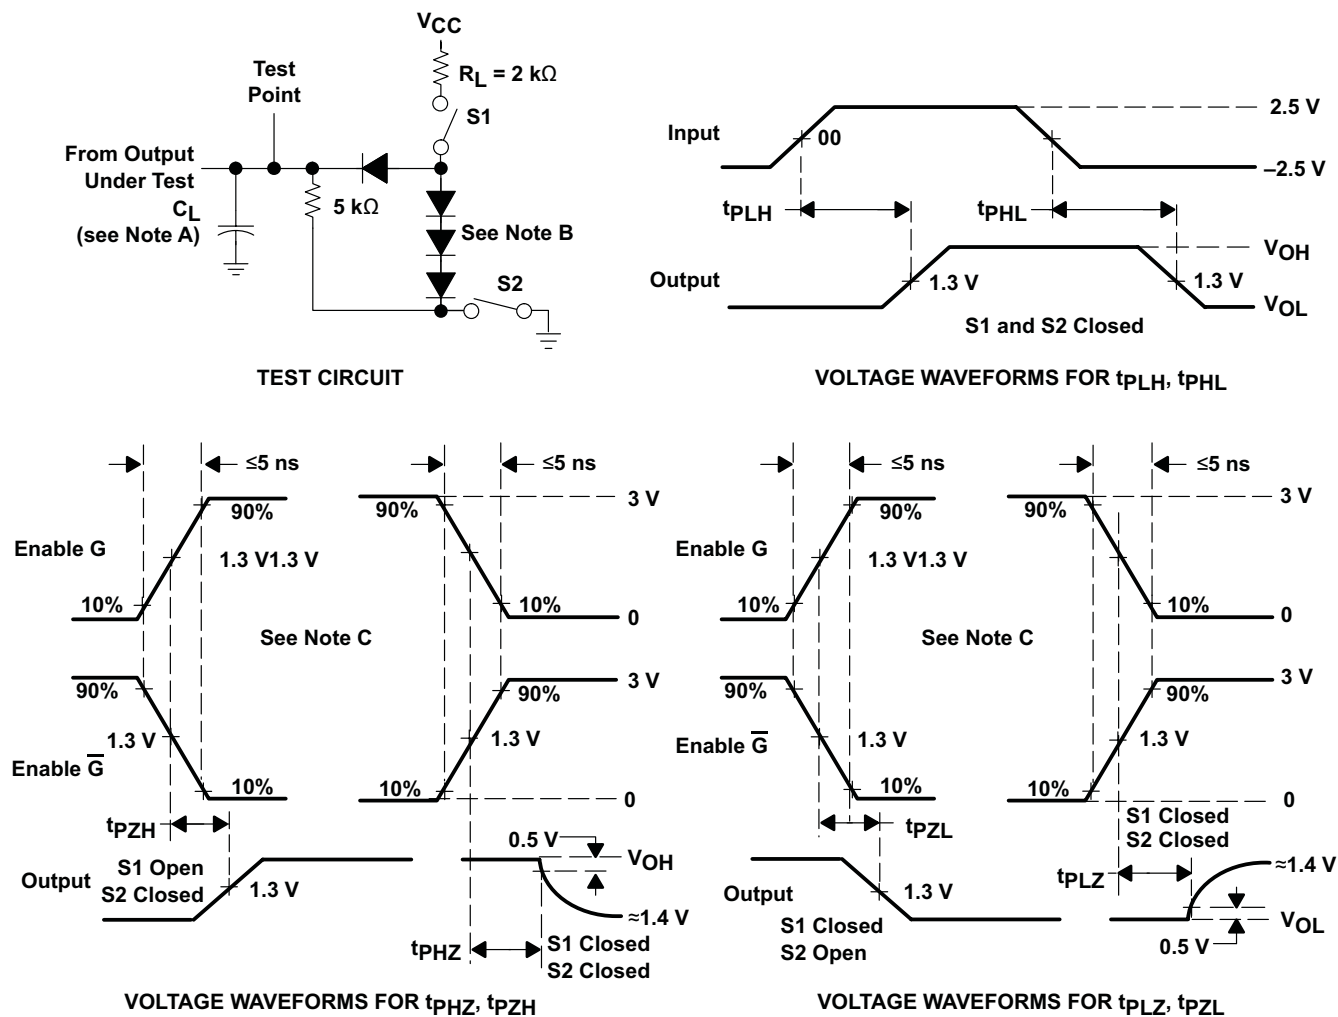 VCC
RL = 2 kΩ
Test
Point
S1
From Output
Under Test
CL
(see Note A)
5 kΩ
See Note B
S2
TEST CIRCUIT
Input
00
2.5 V
–2.5 V
tPLH
tPHL
Output
1.3 V
1.3 V
VOH
VOL
S1 and S2 Closed
VOLTAGE WAVEFORMS FOR tPLH, tPHL
≤5 ns
≤5 ns
90%
90%
3 V
Enable G
1.3 V1.3 V
10%
10%
0
See Note C
90%
90%
3 V
Enable G̅
1.3 V
1.3 V
10%
10%
0
tPZH
0.5 V
VOH
Output
S1 Open
S2 Closed
1.3 V
≈1.4 V
tPHZ
S1 Closed
S2 Closed
VOLTAGE WAVEFORMS FOR tPHZ, tPZH
≤5 ns
≤5 ns
90%
90%
3 V
Enable G
1.3 V1.3 V
10%
10%
0
See Note C
90%
90%
3 V
Enable G̅
1.3 V
1.3 V
10%
10%
0
tPZL
S1 Closed
S2 Closed
Output
1.3 V
tPLZ
≈1.4 V
S1 Closed
S2 Open
VOL
0.5 V
VOLTAGE WAVEFORMS FOR tPLZ, tPZL